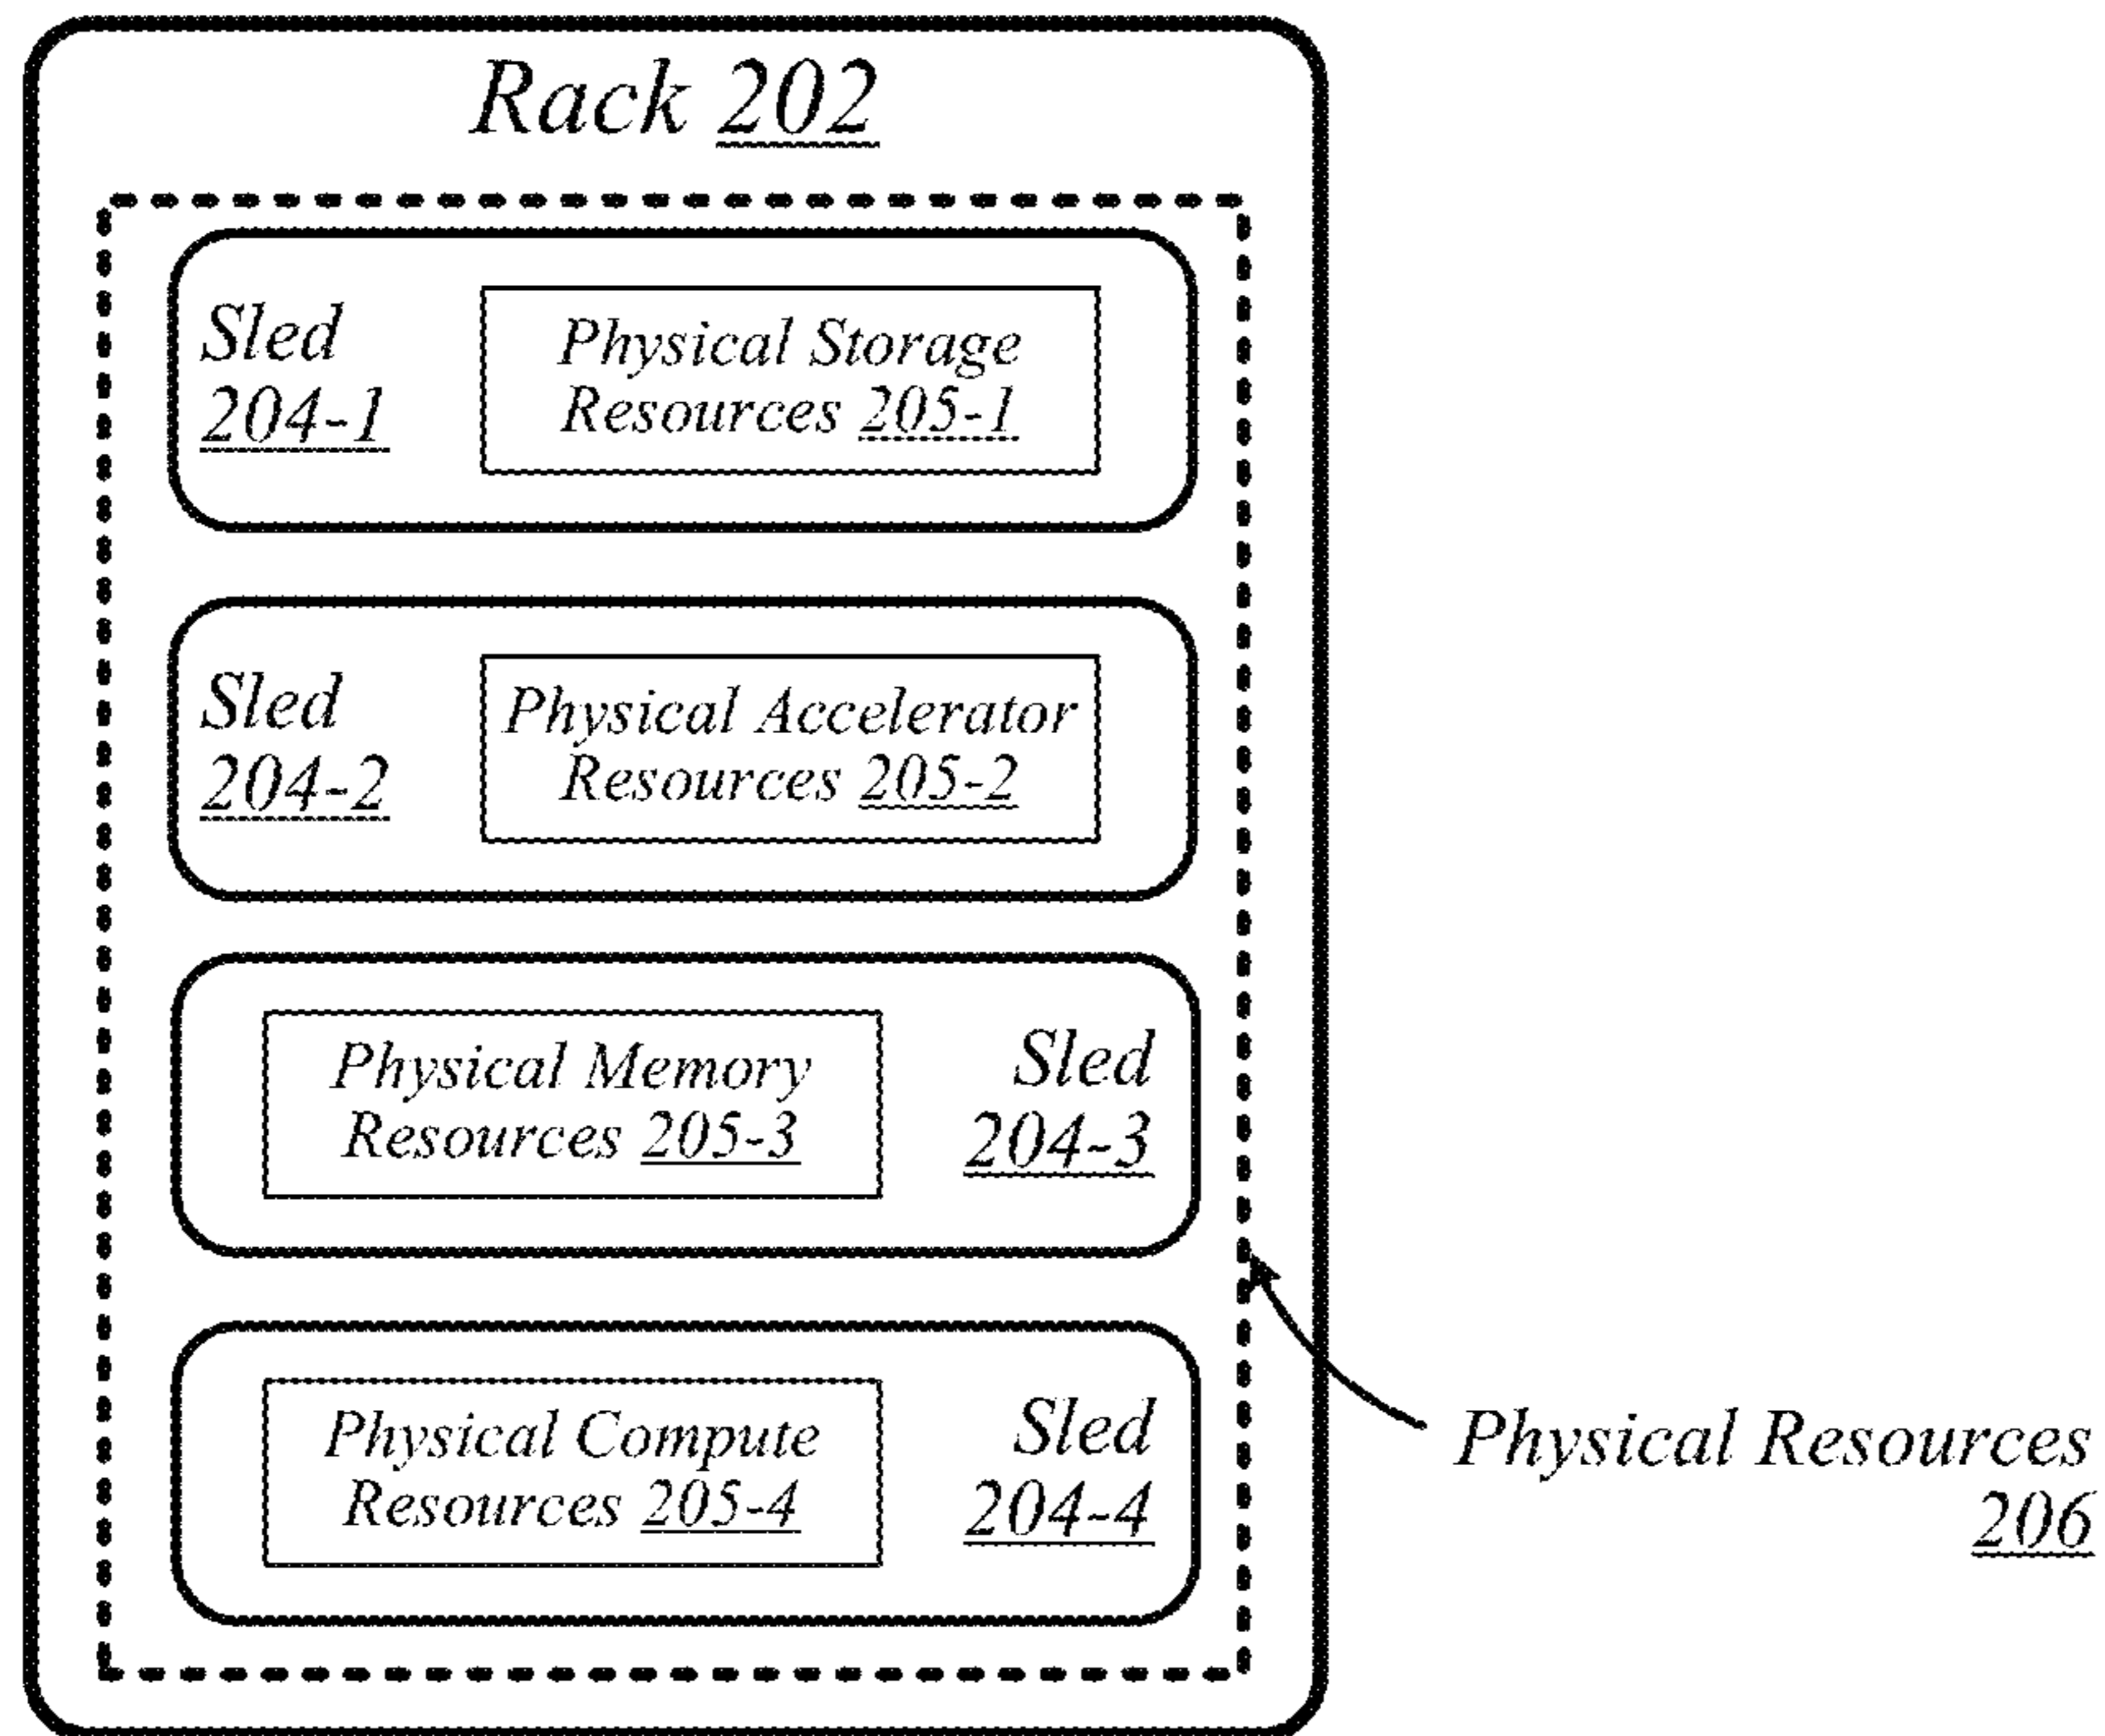 Rack 202
Sled
204-1
Physical Storage
Resources 205-1
Sled
204-2
Physical Accelerator
Resources 205-2
Physical Memory
Resources 205-3
Sled
204-3
Physical Compute
Resources 205-4
Sled
204-4
Physical Resources
206